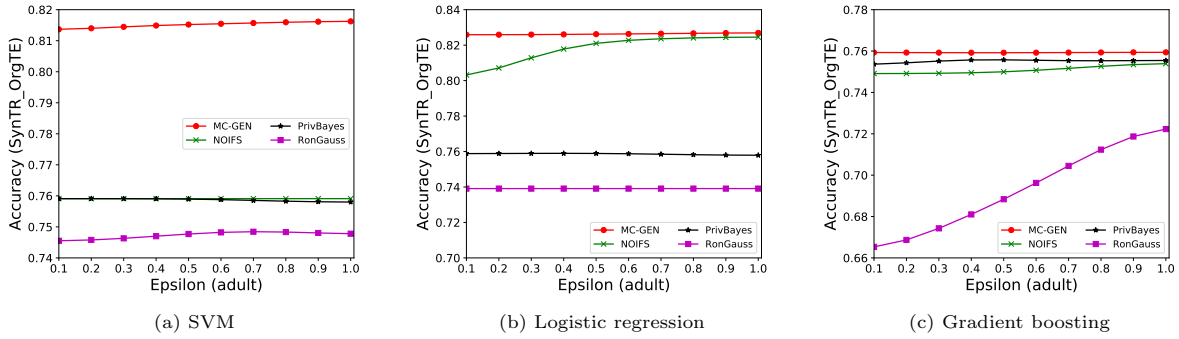 Accuracy (SynTR_OrgTE)
0.82
0.81
0.80
0.79
0.78
0.77
0.76
0.75
0.74
MC-GEN
NOIFS
PrivBayes
RonGauss
0.1 0.2 0.3 0.4 0.5 0.6 0.7 0.8 0.9 1.0
Epsilon (adult)
(a) SVM
Accuracy (SynTR_OrgTE)
0.84
0.82
0.80
0.78
0.76
0.74
0.72
0.70
MC-GEN
NOIFS
PrivBayes
RonGauss
0.1 0.2 0.3 0.4 0.5 0.6 0.7 0.8 0.9 1.0
Epsilon (adult)
(b) Logistic regression
Accuracy (SynTR_OrgTE)
0.78
0.76
0.74
0.72
0.70
0.68
0.66
MC-GEN
NOIFS
PrivBayes
RonGauss
0.1 0.2 0.3 0.4 0.5 0.6 0.7 0.8 0.9 1.0
Epsilon (adult)
(c) Gradient boosting